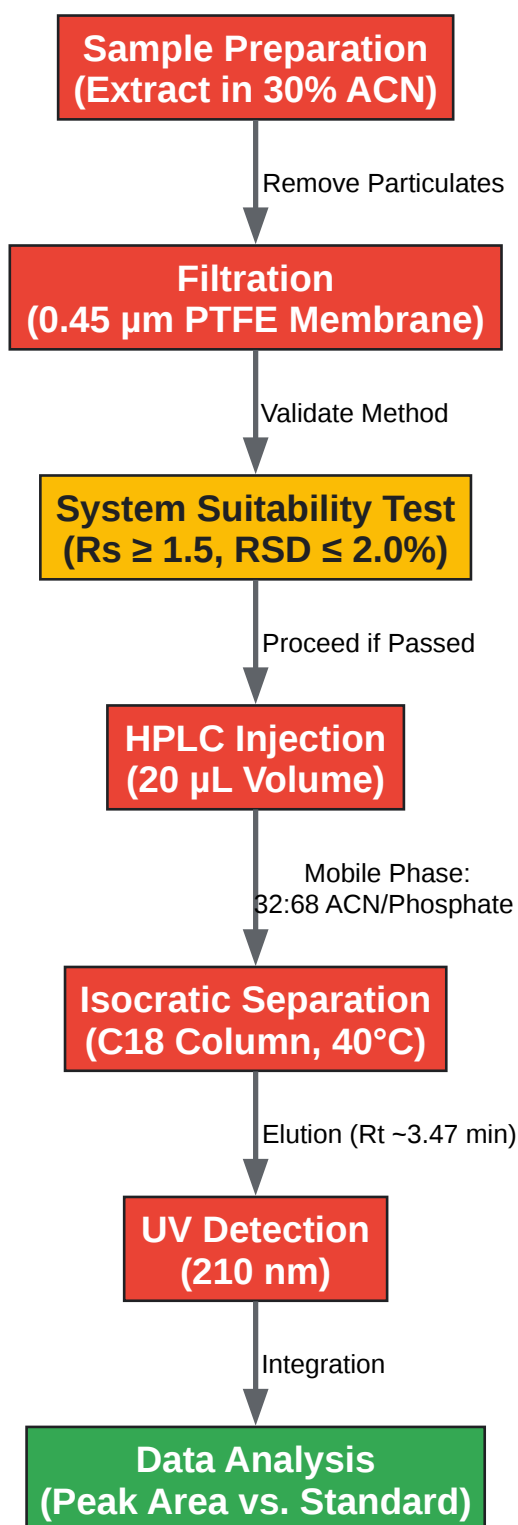 Sample Preparation
(Extract in 30% ACN)
Remove Particulates
Filtration
(0.45 µm PTFE Membrane)
Validate Method
System Suitability Test
(Rs ≥ 1.5, RSD ≤ 2.0%)
Proceed if Passed
HPLC Injection
(20 µL Volume)
Mobile Phase:
32:68 ACN/Phosphate
Isocratic Separation
(C18 Column, 40°C)
Elution (Rt ~3.47 min)
UV Detection
(210 nm)
Integration
Data Analysis
(Peak Area vs. Standard)